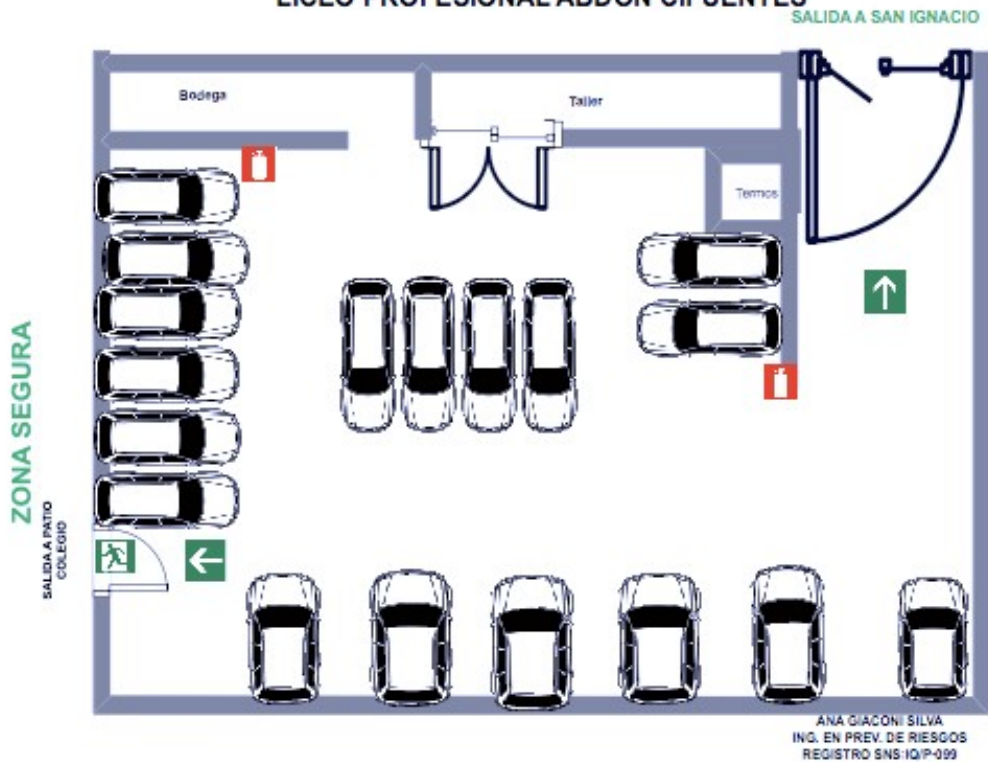 LICEO PROFESIONAL ABDON CIFUENTES
SALIDA A SAN IGNACIO
Bodega
Taller
Termos
ZONA SEGURA
SALIDA A PATIO
COLEGIO
ANA GIACONI SILVA
ING. EN PREV. DE RIESGOS
REGISTRO SNS:IQ/P-099